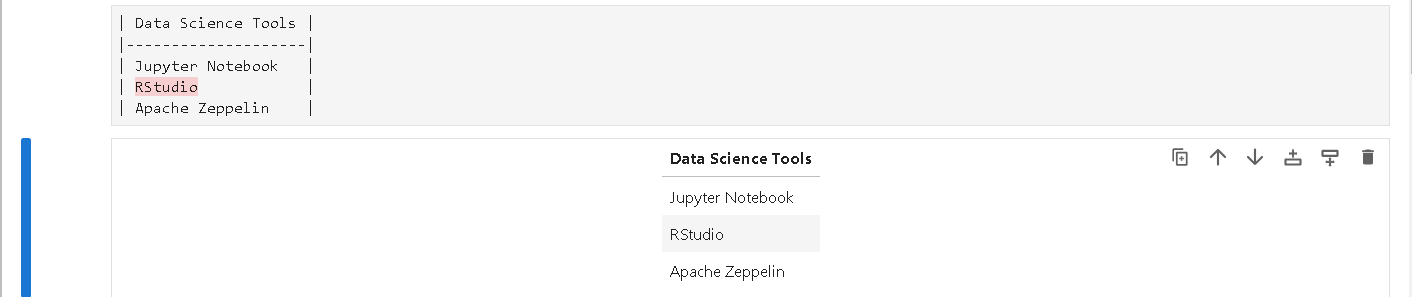 | Data Science Tools |
|--------------------|
| Jupyter Notebook   |
| RStudio            |
| Apache Zeppelin    |
Data Science Tools
Jupyter Notebook
RStudio
Apache Zeppelin